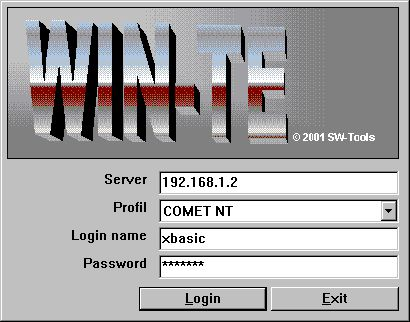 WIN-TE
© 2001 SW-Tools
Server 192.168.1.2
Profil COMET NT
Login name xbasic
Password *******
Login Exit